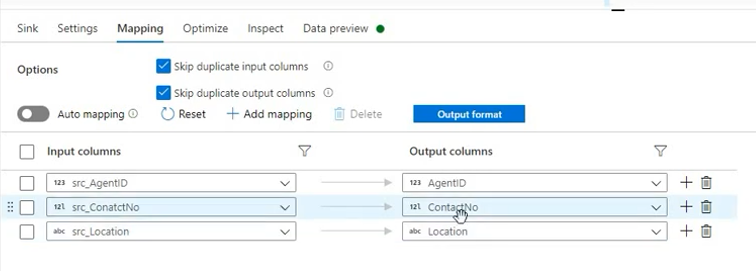 Sink Settings Mapping Optimize Inspect Data preview
Options
Skip duplicate input columns
Skip duplicate output columns
Auto mapping Reset + Add mapping Delete Output format
Input columns Output columns
123 src_AgentID 123 AgentID
12l src_ConatctNo 12l ContactNo
abc src_Location abc Location